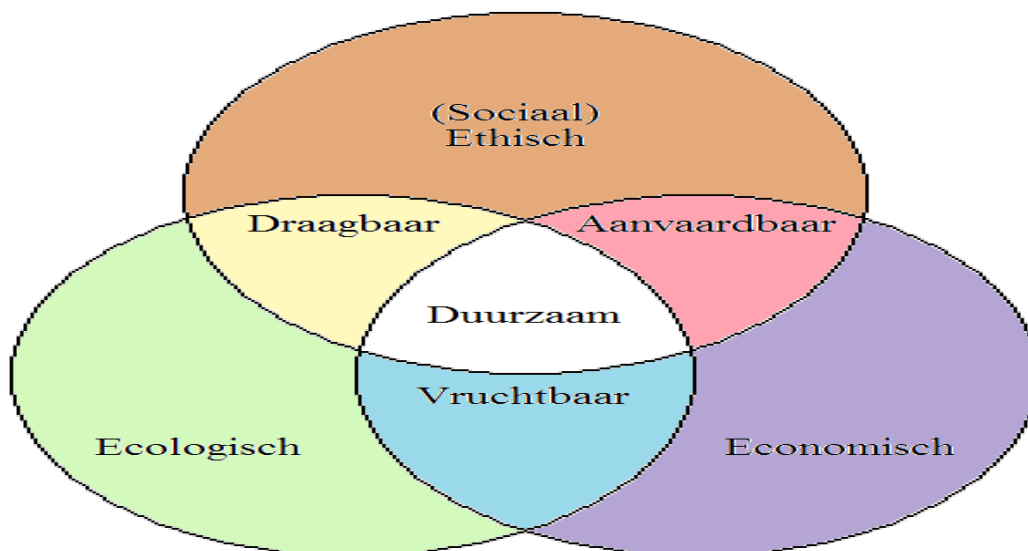 (Sociaal)
Ethisch
Draagbaar
Aanvaardbaar
Duurzaam
Vruchtbaar
Ecologisch
Economisch